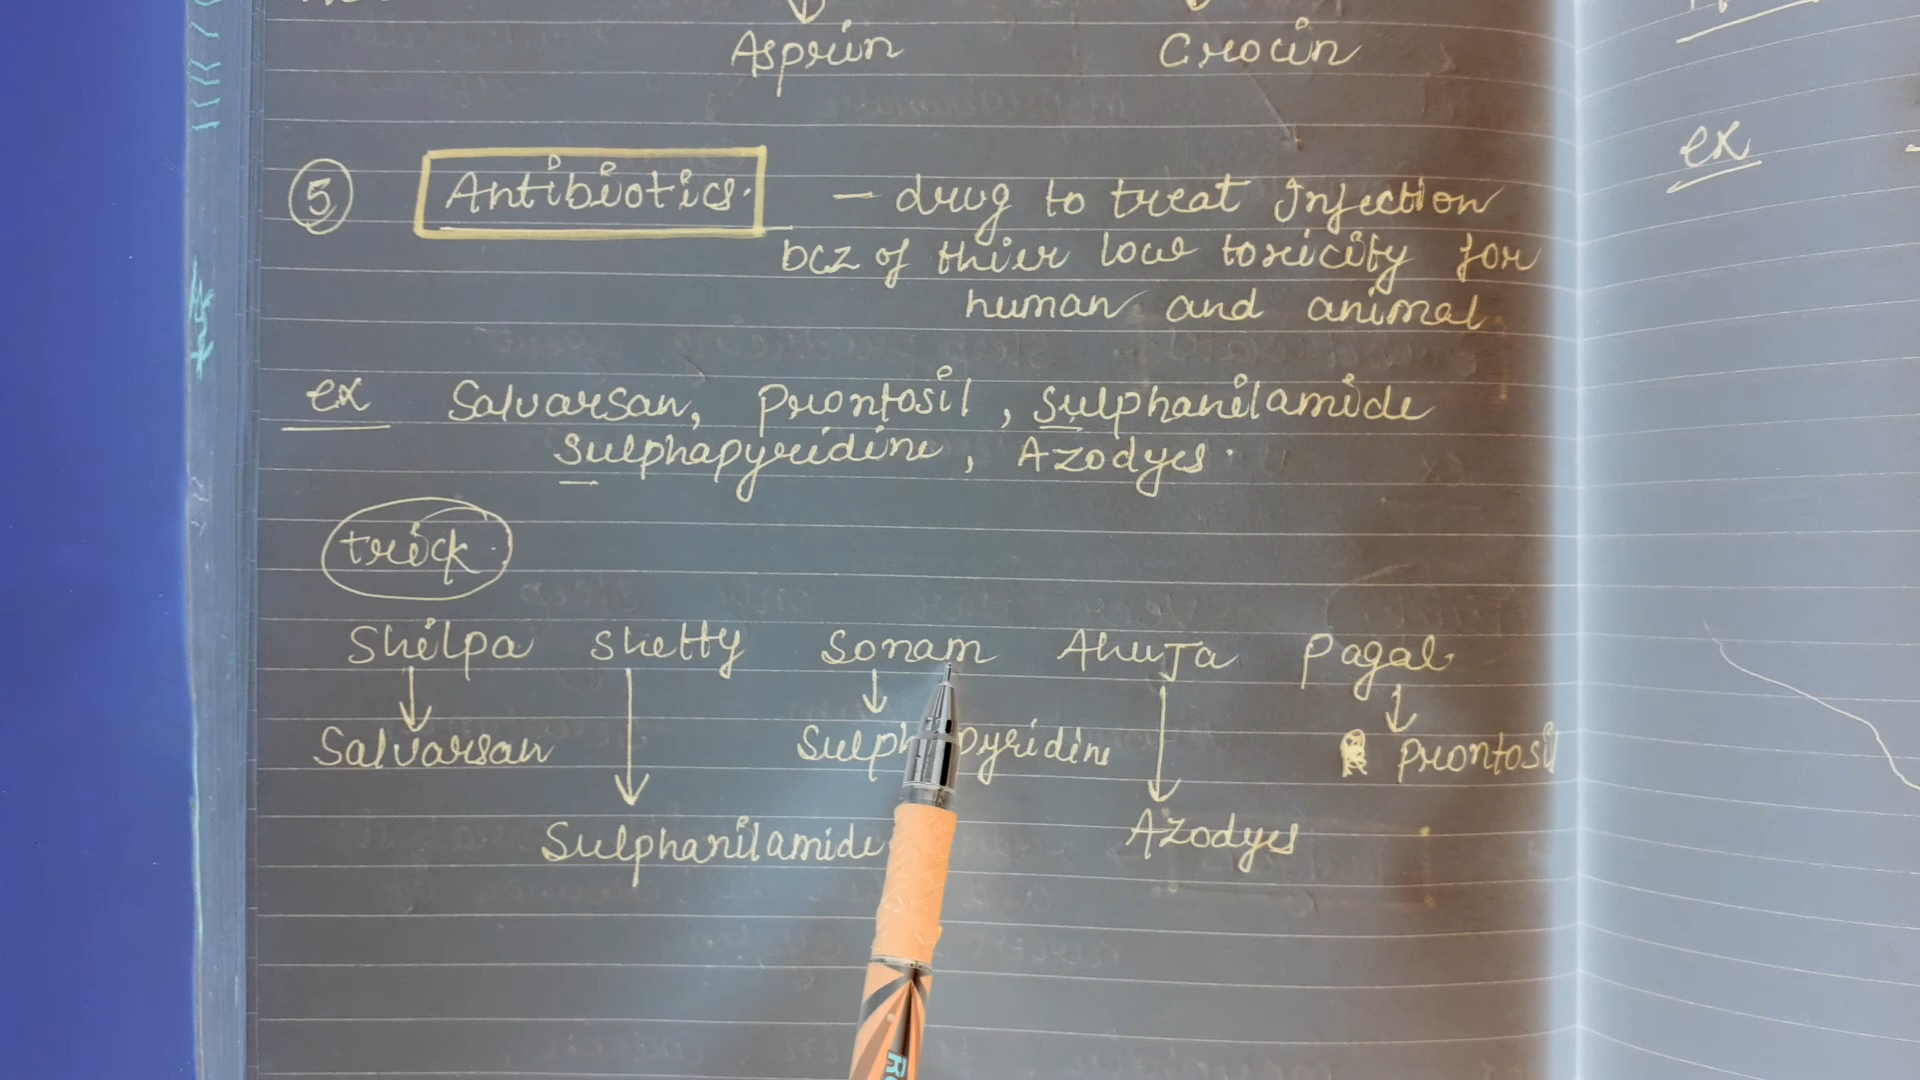 Asprin Crocin
ex
5 Antibiotics. - drug to treat Infection
bcz of thier low toxicity for
human and animal
ex Salvarsan, Prontosil, Sulphanilamide
Sulphapyridine, Azodyes.
trick.
Shilpa shetty Sonam AhuJa Pagal
Salvarsan Prontosil
Sulphanilamide Azodyes